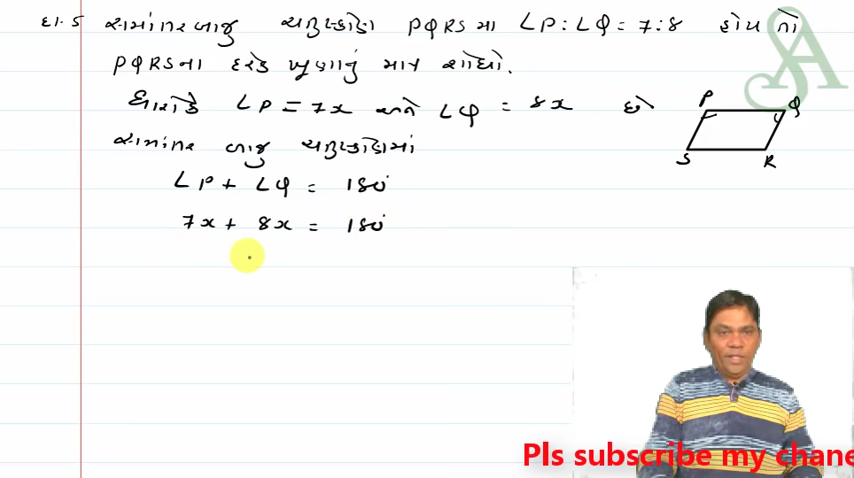 દા.5 સમાંતરબાજુ ચતુષ્કોણ PQRS માં ∠P : ∠Q = 7 : 8 હોય તો
PQRS ના દરેક ખૂણાનું માપ શોધો.
ધારોકે ∠P = 7x અને ∠Q = 8x છે
સમાંતર બાજુ ચતુષ્કોણમાં
∠P + ∠Q = 180°
7x + 8x = 180°
P Q
S R
Pls subscribe my chane